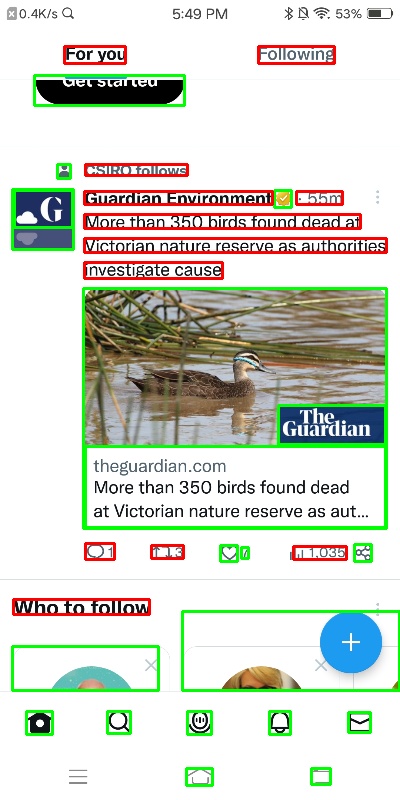 0.4K/s 5:49 PM 53%
For you Following
Get started
CSIRO follows
Guardian Environment · 55m
More than 350 birds found dead at
Victorian nature reserve as authorities
investigate cause
G
The
Guardian
theguardian.com
More than 350 birds found dead
at Victorian nature reserve as aut...
1 13 7 1,035
Who to follow